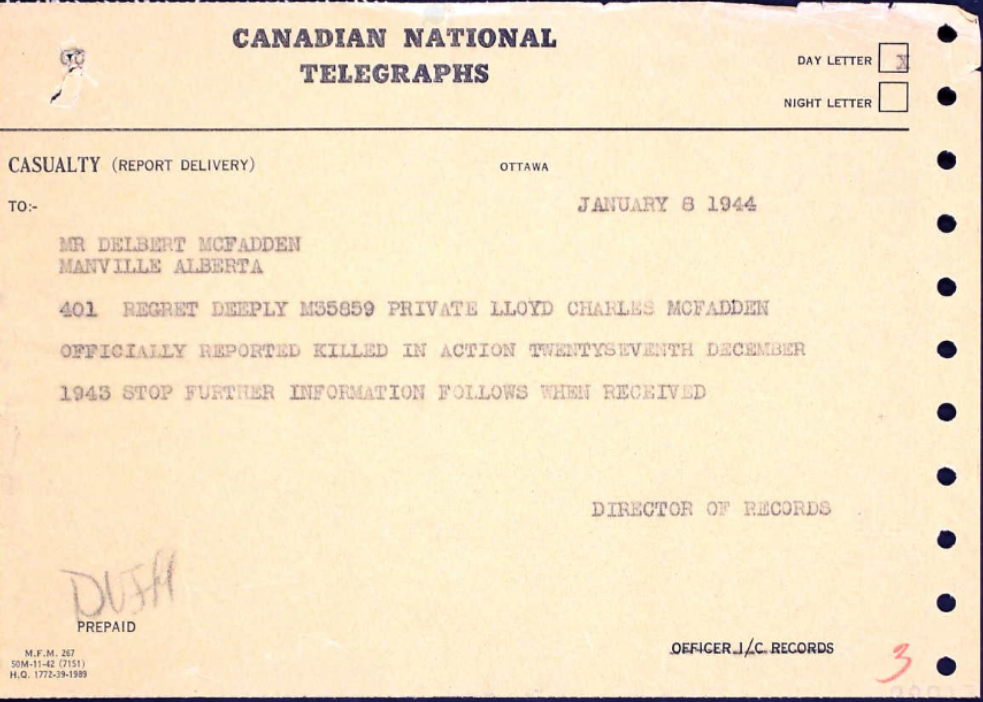 CANADIAN NATIONAL
TELEGRAPHS
DAY LETTER X
NIGHT LETTER
CASUALTY (REPORT DELIVERY)
OTTAWA
TO:-
JANUARY 8 1944
MR DELBERT MCFADDEN
MANVILLE ALBERTA
401 REGRET DEEPLY M35859 PRIVATE LLOYD CHARLES MCFADDEN
OFFICIALLY REPORTED KILLED IN ACTION TWENTYSEVENTH DECEMBER
1943 STOP FURTHER INFORMATION FOLLOWS WHEN RECEIVED
DIRECTOR OF RECORDS
PREPAID
OFFICER I/C RECORDS
M.F.M. 267
50M-11-42 (7151)
H.Q. 1772-39-1989
3